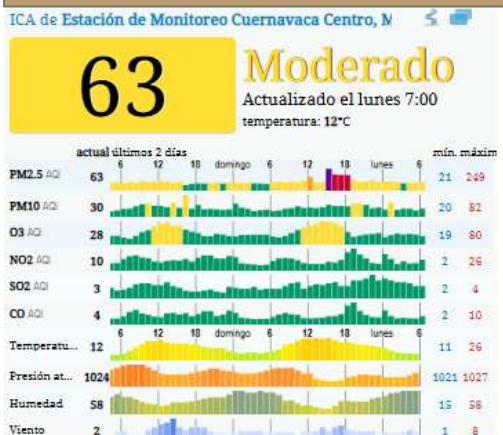 ICA de Estación de Monitoreo Cuernavaca Centro, M
63
Moderado
Actualizado el lunes 7:00
temperatura: 12°C
actual últimos 2 días mín. máxim
6 12 18 domingo 6 12 18 lunes 6
PM2.5 AQI 63 21 249
PM10 AQI 30 20 82
O3 AQI 28 19 80
NO2 AQI 10 2 26
SO2 AQI 3 2 4
CO AQI 4 2 10
6 12 18 domingo 6 12 18 lunes 6
Temperatu... 12 11 26
Presión at... 1024 1021 1027
Humedad 58 15 58
Viento 2 1 8